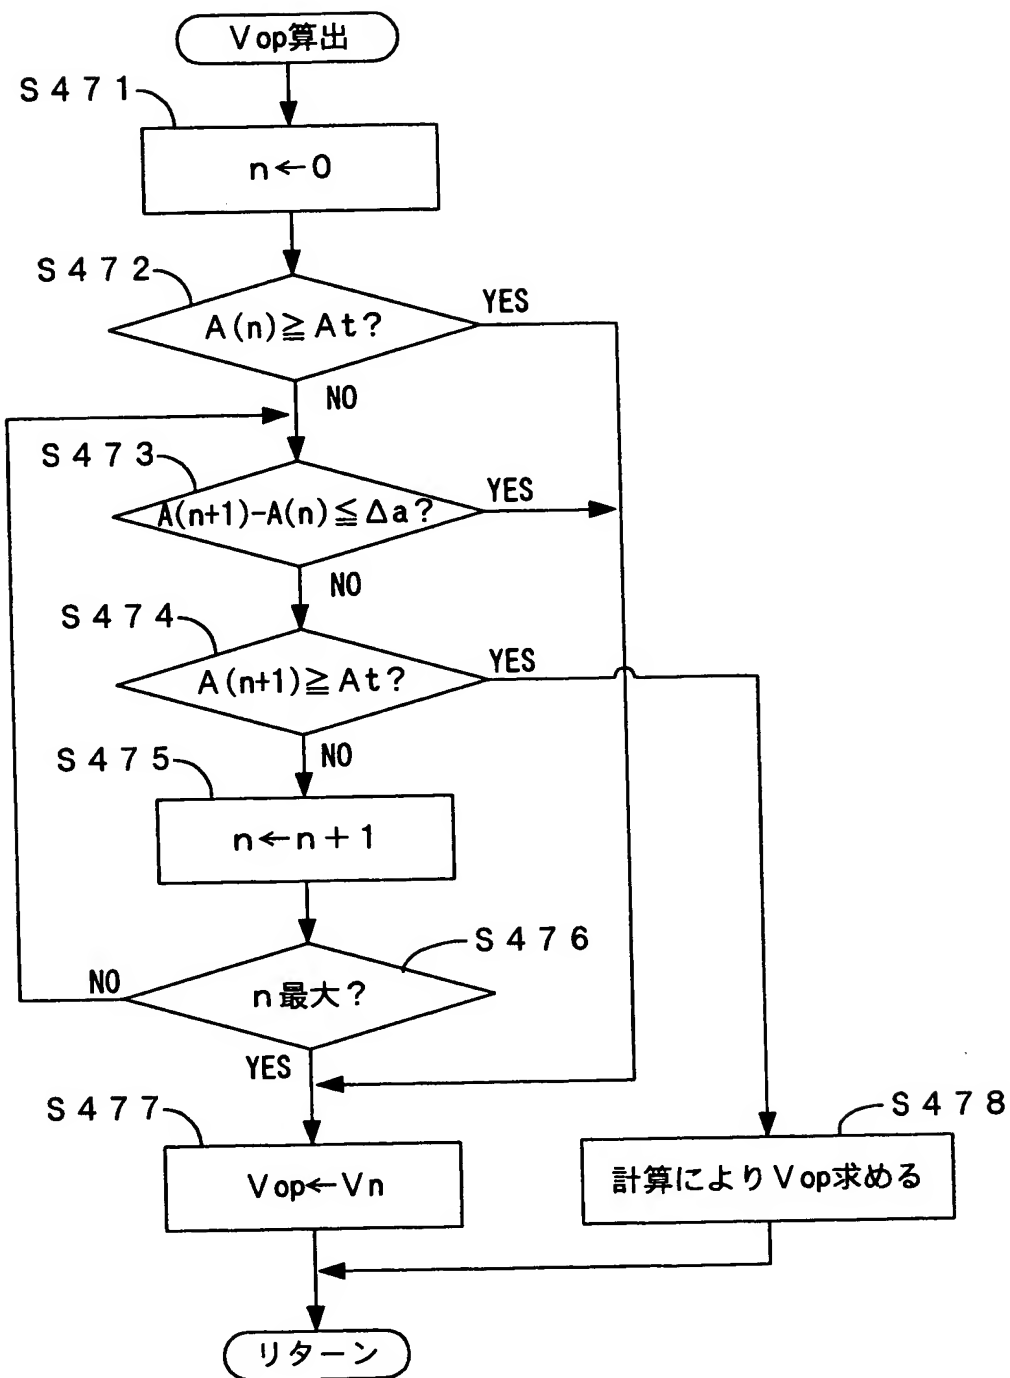 Vop算出
S471
n←0
S472
A(n)≧At?
YES
NO
S473
A(n+1)-A(n)≦Δa?
YES
NO
S474
A(n+1)≧At?
YES
NO
S475
n←n+1
S476
n最大?
NO
YES
S477
Vop←Vn
S478
計算によりVop求める
リターン